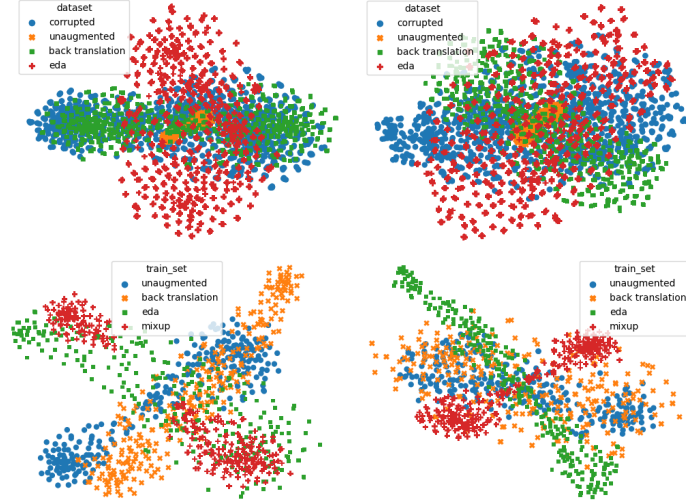 dataset
corrupted
unaugmented
back translation
eda
dataset
corrupted
unaugmented
back translation
eda
train_set
unaugmented
back translation
eda
mixup
train_set
unaugmented
back translation
eda
mixup